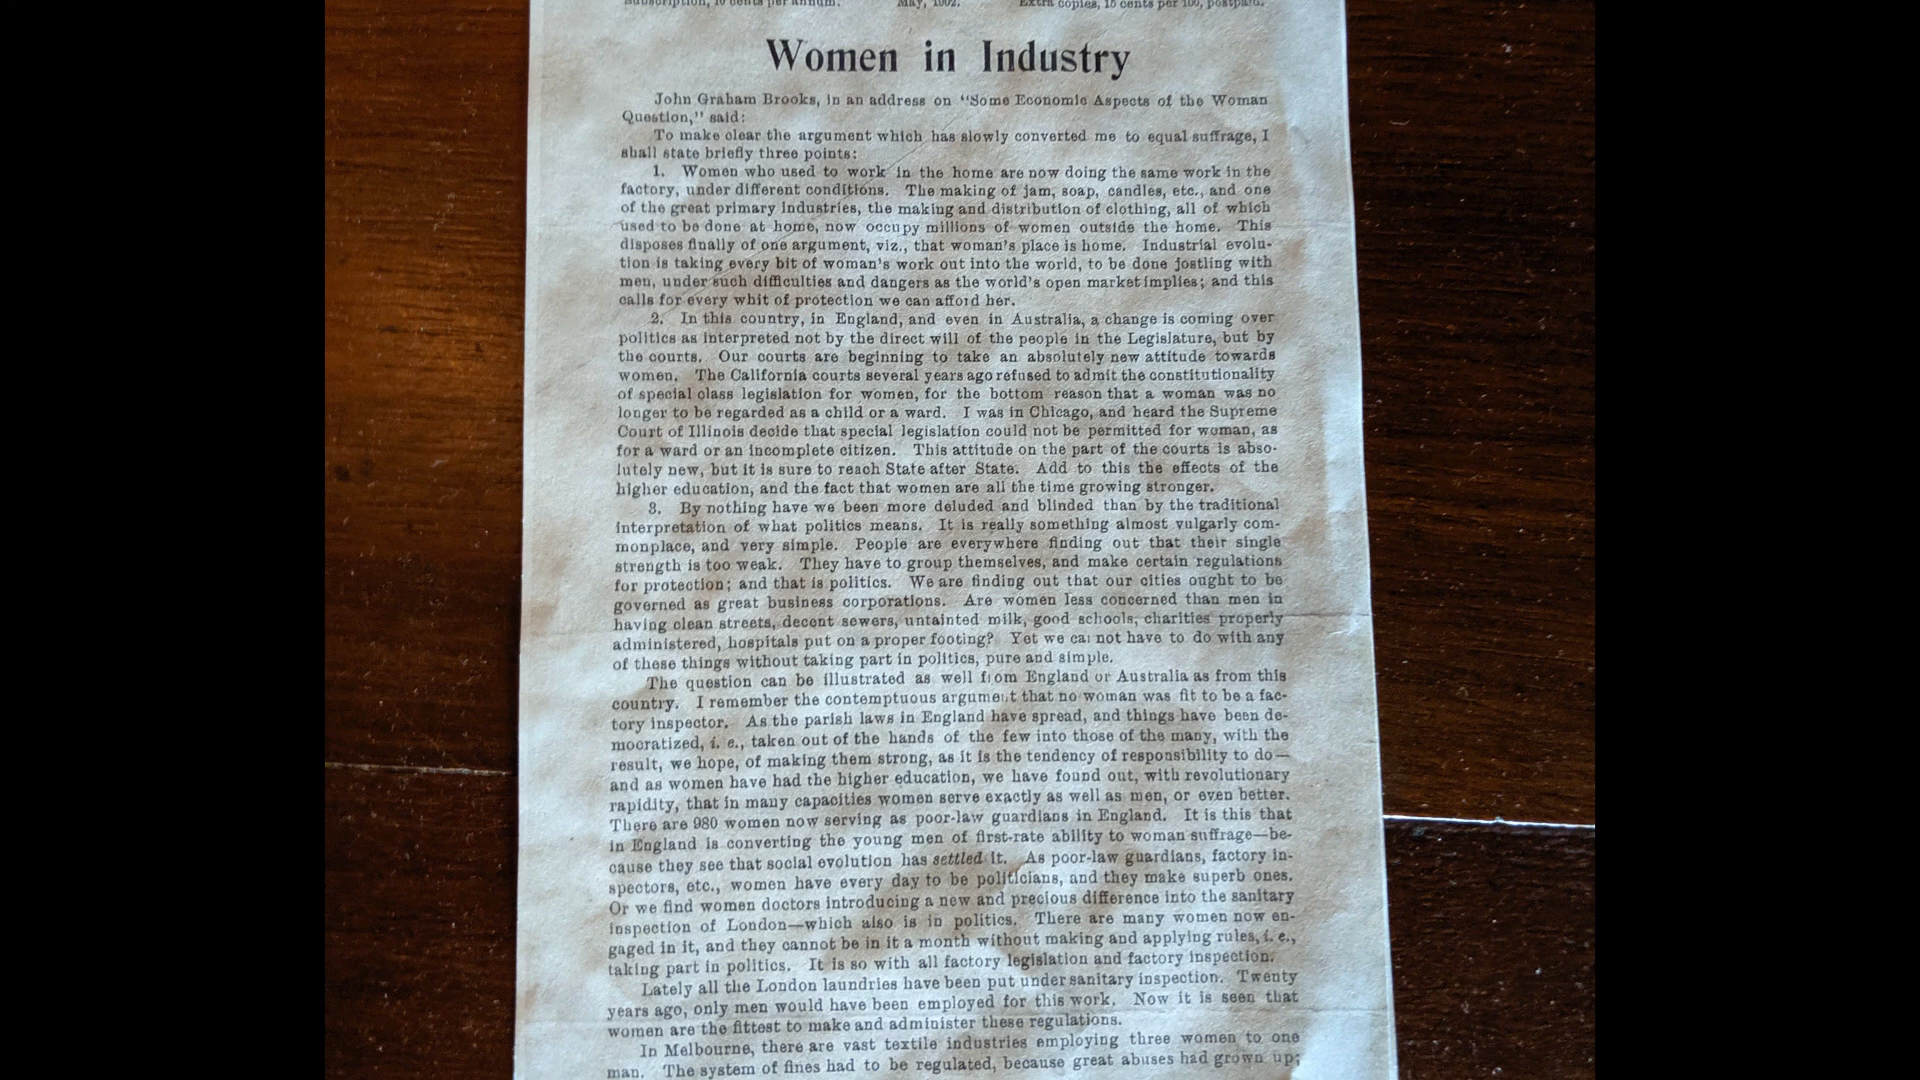 Subscription, 10 cents per annum. May, 1902. Extra copies, 15 cents per 100, postpaid.
Women in Industry
John Graham Brooks, in an address on "Some Economic Aspects of the Woman
Question," said:
To make clear the argument which has slowly converted me to equal suffrage, I
shall state briefly three points:
1. Women who used to work in the home are now doing the same work in the
factory, under different conditions. The making of jam, soap, candles, etc., and one
of the great primary industries, the making and distribution of clothing, all of which
used to be done at home, now occupy millions of women outside the home. This
disposes finally of one argument, viz., that woman's place is home. Industrial evolu-
tion is taking every bit of woman's work out into the world, to be done jostling with
men, under such difficulties and dangers as the world's open market implies; and this
calls for every whit of protection we can afford her.
2. In this country, in England, and even in Australia, a change is coming over
politics as interpreted not by the direct will of the people in the Legislature, but by
the courts. Our courts are beginning to take an absolutely new attitude towards
women. The California courts several years ago refused to admit the constitutionality
of special class legislation for women, for the bottom reason that a woman was no
longer to be regarded as a child or a ward. I was in Chicago, and heard the Supreme
Court of Illinois decide that special legislation could not be permitted for woman, as
for a ward or an incomplete citizen. This attitude on the part of the courts is abso-
lutely new, but it is sure to reach State after State. Add to this the effects of the
higher education, and the fact that women are all the time growing stronger.
3. By nothing have we been more deluded and blinded than by the traditional
interpretation of what politics means. It is really something almost vulgarly com-
monplace, and very simple. People are everywhere finding out that their single
strength is too weak. They have to group themselves, and make certain regulations
for protection; and that is politics. We are finding out that our cities ought to be
governed as great business corporations. Are women less concerned than men in
having clean streets, decent sewers, untainted milk, good schools, charities properly
administered, hospitals put on a proper footing? Yet we cannot have to do with any
of these things without taking part in politics, pure and simple.
The question can be illustrated as well from England or Australia as from this
country. I remember the contemptuous argument that no woman was fit to be a fac-
tory inspector. As the parish laws in England have spread, and things have been de-
mocratized, i. e., taken out of the hands of the few into those of the many, with the
result, we hope, of making them strong, as it is the tendency of responsibility to do—
and as women have had the higher education, we have found out, with revolutionary
rapidity, that in many capacities women serve exactly as well as men, or even better.
There are 980 women now serving as poor-law guardians in England. It is this that
in England is converting the young men of first-rate ability to woman suffrage—be-
cause they see that social evolution has settled it. As poor-law guardians, factory in-
spectors, etc., women have every day to be politicians, and they make superb ones.
Or we find women doctors introducing a new and precious difference into the sanitary
inspection of London—which also is in politics. There are many women now en-
gaged in it, and they cannot be in it a month without making and applying rules, i. e.,
taking part in politics. It is so with all factory legislation and factory inspection.
Lately all the London laundries have been put under sanitary inspection. Twenty
years ago, only men would have been employed for this work. Now it is seen that
women are the fittest to make and administer these regulations.
In Melbourne, there are vast textile industries employing three women to one
man. The system of fines had to be regulated, because great abuses had grown up;